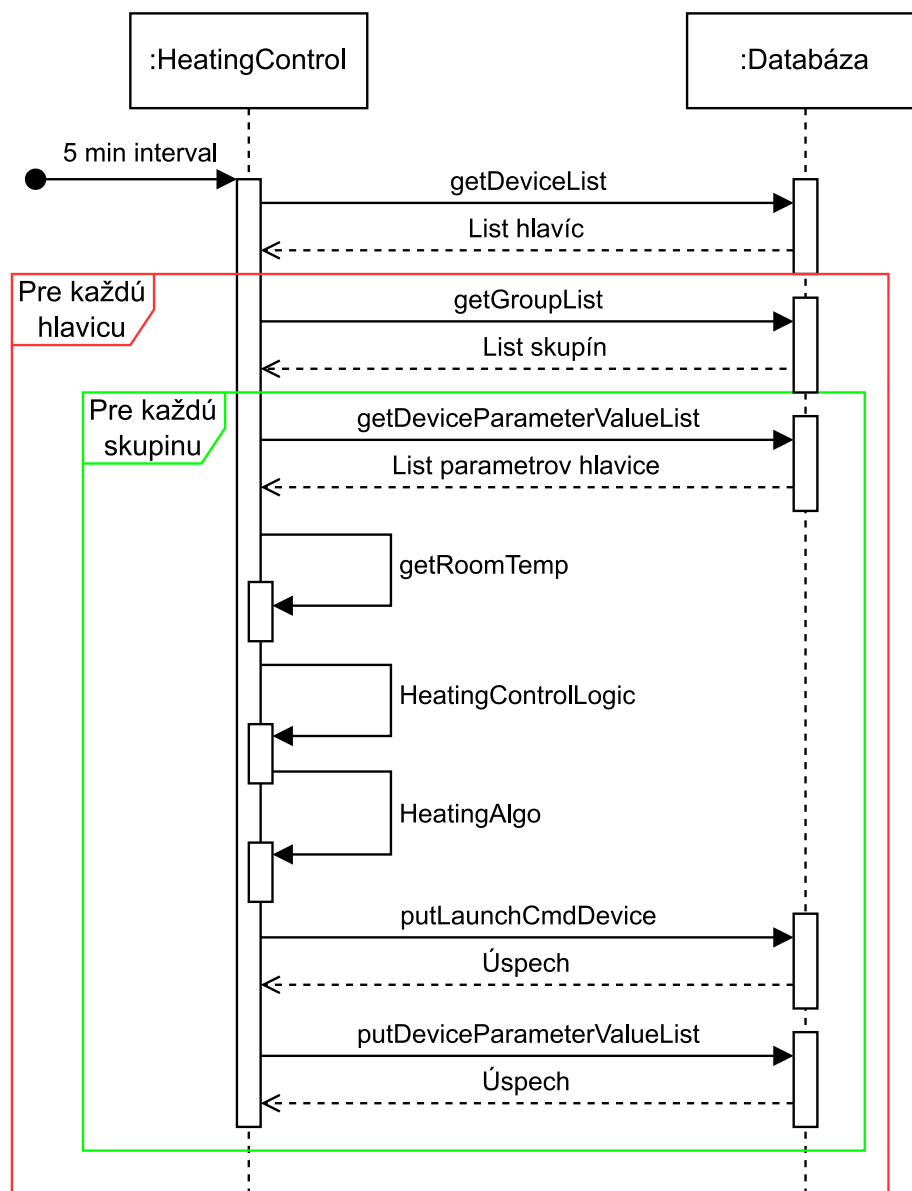 :HeatingControl
:Databáza
5 min interval
getDeviceList
List hlavíc
Pre každú
hlavicu
getGroupList
List skupín
Pre každú
skupinu
getDeviceParameterValueList
List parametrov hlavice
getRoomTemp
HeatingControlLogic
HeatingAlgo
putLaunchCmdDevice
Úspech
putDeviceParameterValueList
Úspech